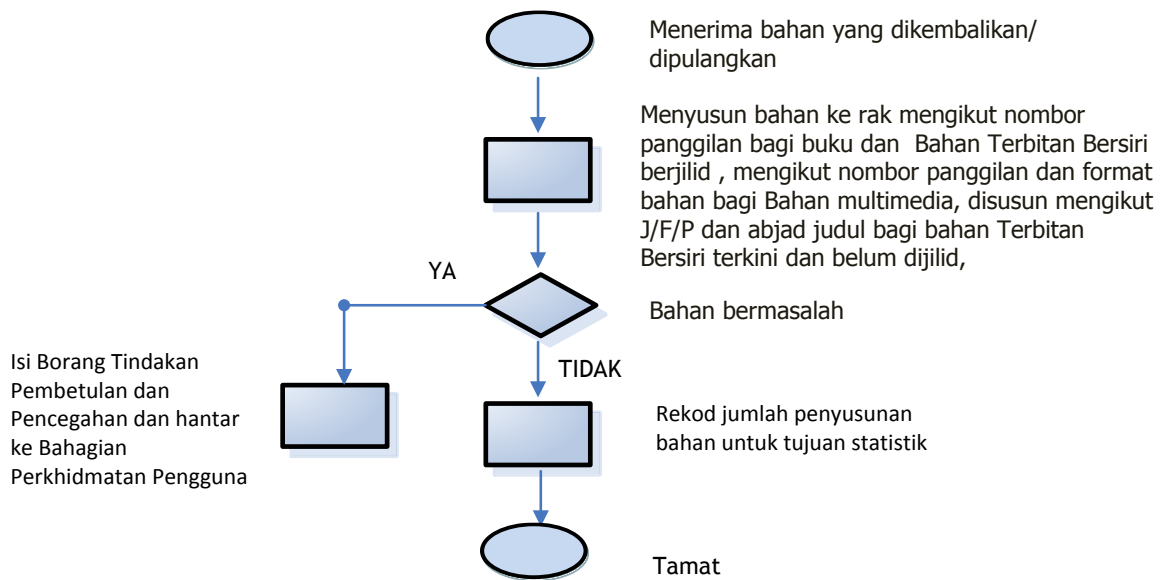 Menerima bahan yang dikembalikan/
dipulangkan
Menyusun bahan ke rak mengikut nombor
panggilan bagi buku dan  Bahan Terbitan Bersiri
berjilid , mengikut nombor panggilan dan format
bahan bagi Bahan multimedia, disusun mengikut
J/F/P dan abjad judul bagi bahan Terbitan
Bersiri terkini dan belum dijilid,
YA
Bahan bermasalah
Isi Borang Tindakan
Pembetulan dan
Pencegahan dan hantar
ke Bahagian
Perkhidmatan Pengguna
TIDAK
Rekod jumlah penyusunan
bahan untuk tujuan statistik
Tamat